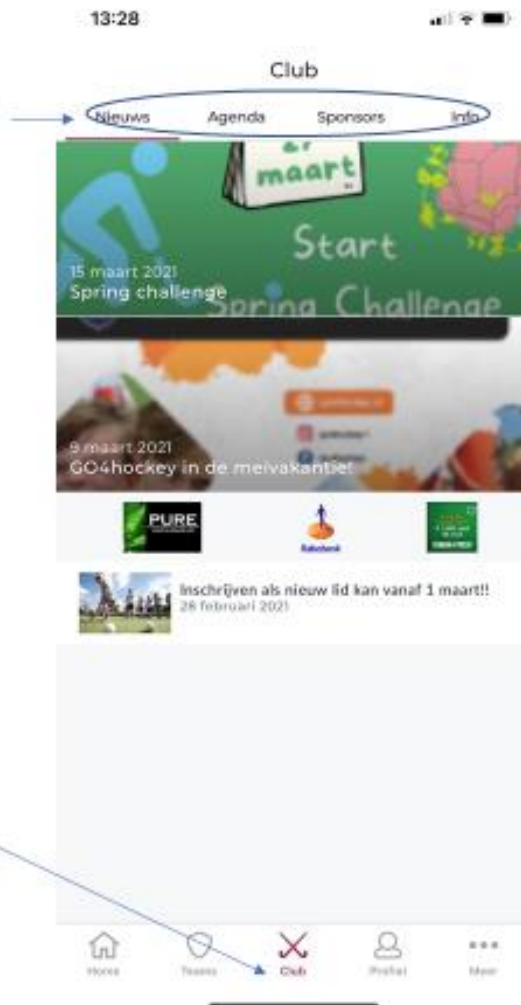 13:28
Club
Nieuws Agenda Sponsors Info
maart
Start
Spring Challenge
15 maart 2021
Spring challenge
9 maart 2021
GO4hockey in de meivakantie!
PURE
Rabobank
Inschrijven als nieuw lid kan vanaf 1 maart!!
28 februari 2021
Home Teams Club Profiel Meer